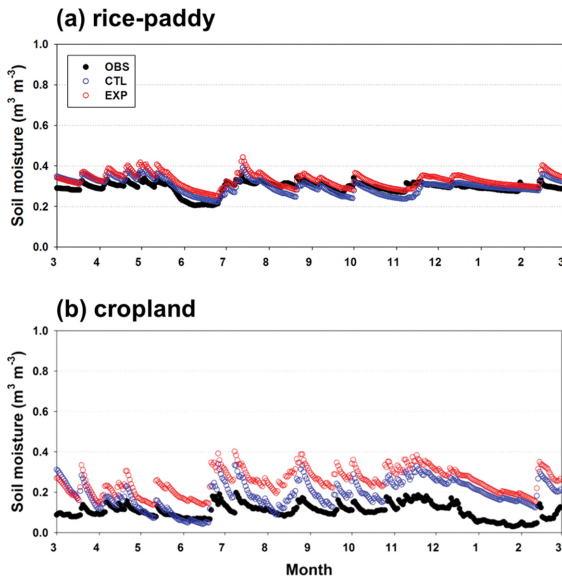 (a) rice-paddy
Soil moisture (m³ m⁻³)
1.0
0.8
0.6
0.4
0.2
0.0
OBS
CTL
EXP
3 4 5 6 7 8 9 10 11 12 1 2 3
(b) cropland
Soil moisture (m³ m⁻³)
1.0
0.8
0.6
0.4
0.2
0.0
3 4 5 6 7 8 9 10 11 12 1 2 3
Month